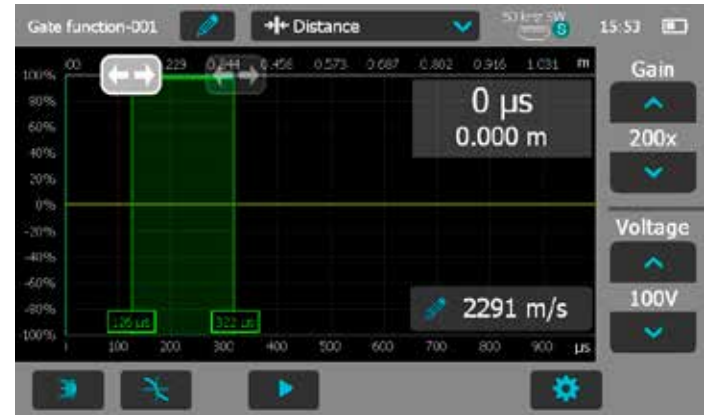 Gate function-001 Distance 50 kHz SW S 15:53
229 0.344 0.458 0.573 0.687 0.802 0.916 1.031 m
Gain
200x
Voltage
100V
100%
80%
60%
40%
20%
0%
-20%
-40%
-60%
-80%
-100%
0 µs
0.000 m
126 µs 322 µs
2291 m/s
100 200 300 400 500 600 700 800 900 µs